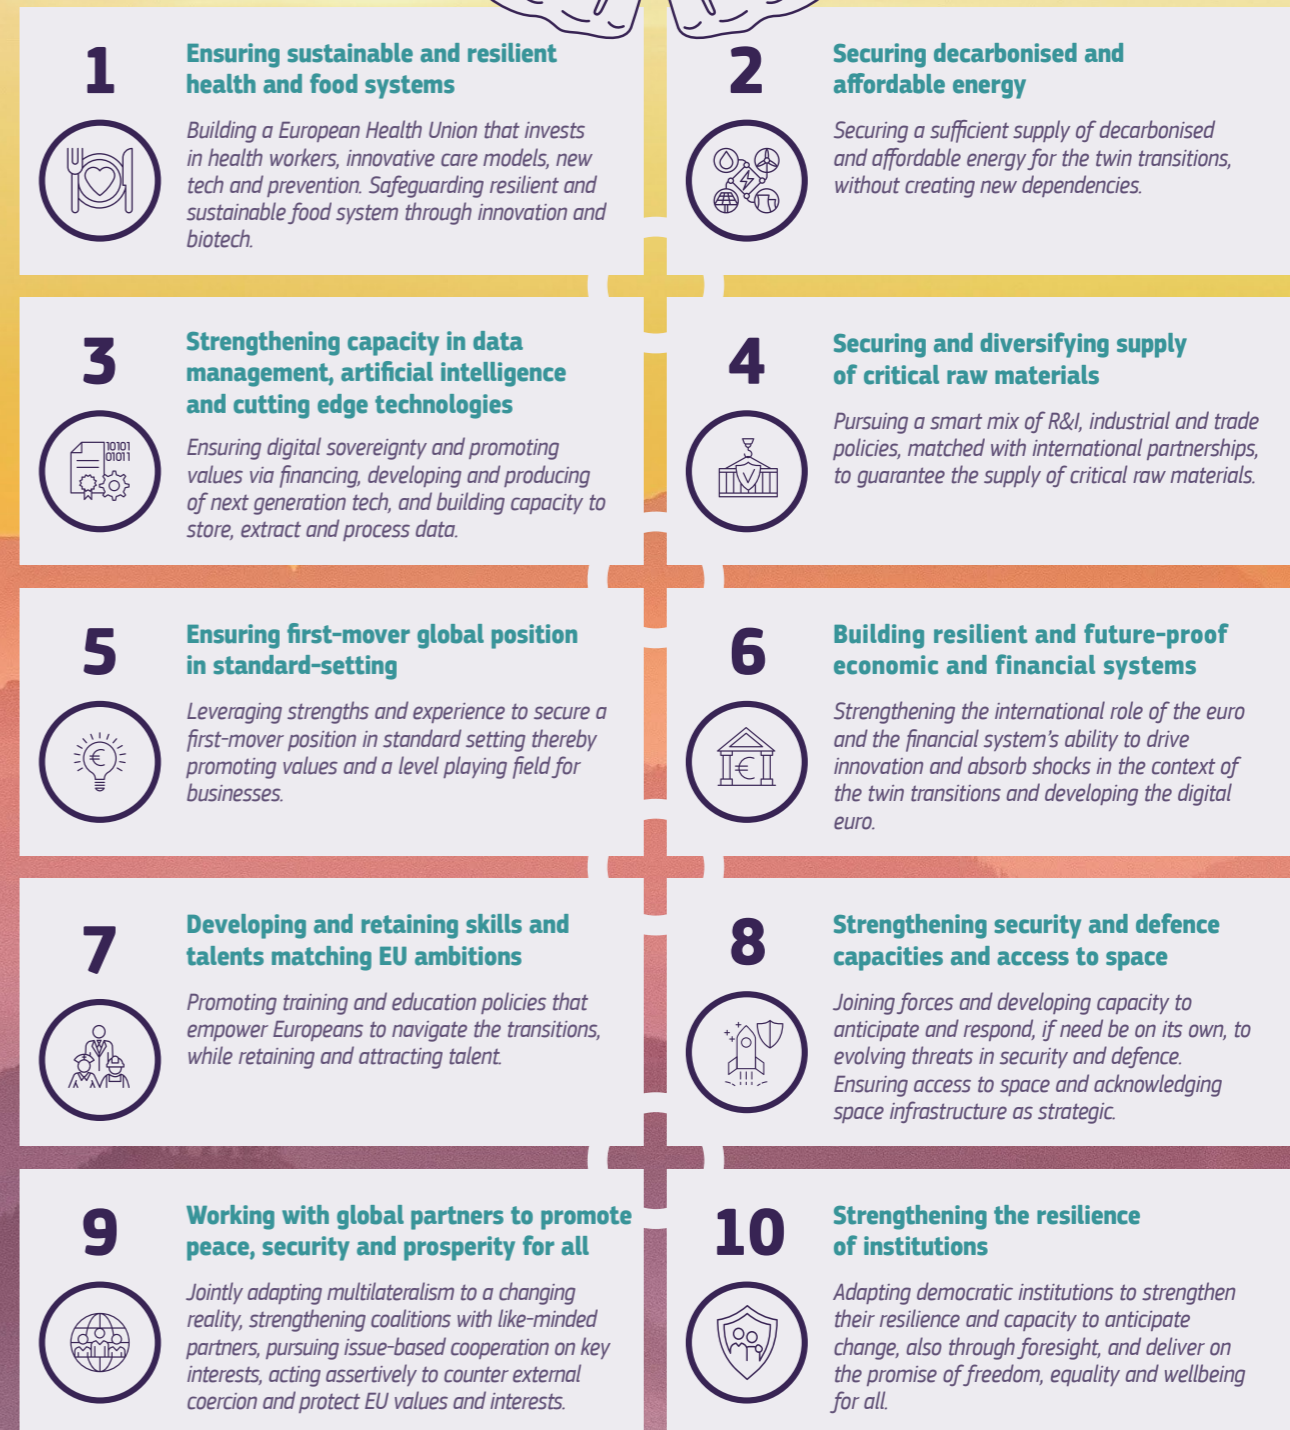 1
Ensuring sustainable and resilient
health and food systems
Building a European Health Union that invests
in health workers, innovative care models, new
tech and prevention. Safeguarding resilient and
sustainable food system through innovation and
biotech.
2
Securing decarbonised and
affordable energy
Securing a sufficient supply of decarbonised
and affordable energy for the twin transitions,
without creating new dependencies.
3
Strengthening capacity in data
management, artificial intelligence
and cutting edge technologies
10101
01011
Ensuring digital sovereignty and promoting
values via financing, developing and producing
of next generation tech, and building capacity to
store, extract and process data.
4
Securing and diversifying supply
of critical raw materials
Pursuing a smart mix of R&I, industrial and trade
policies, matched with international partnerships,
to guarantee the supply of critical raw materials.
5
Ensuring first-mover global position
in standard-setting
€
Leveraging strengths and experience to secure a
first-mover position in standard setting thereby
promoting values and a level playing field for
businesses.
6
Building resilient and future-proof
economic and financial systems
€
Strengthening the international role of the euro
and the financial system's ability to drive
innovation and absorb shocks in the context of
the twin transitions and developing the digital
euro.
7
Developing and retaining skills and
talents matching EU ambitions
Promoting training and education policies that
empower Europeans to navigate the transitions,
while retaining and attracting talent.
8
Strengthening security and defence
capacities and access to space
Joining forces and developing capacity to
anticipate and respond, if need be on its own, to
evolving threats in security and defence.
Ensuring access to space and acknowledging
space infrastructure as strategic.
9
Working with global partners to promote
peace, security and prosperity for all
Jointly adapting multilateralism to a changing
reality, strengthening coalitions with like-minded
partners, pursuing issue-based cooperation on key
interests, acting assertively to counter external
coercion and protect EU values and interests.
10
Strengthening the resilience
of institutions
Adapting democratic institutions to strengthen
their resilience and capacity to anticipate
change, also through foresight, and deliver on
the promise of freedom, equality and wellbeing
for all.